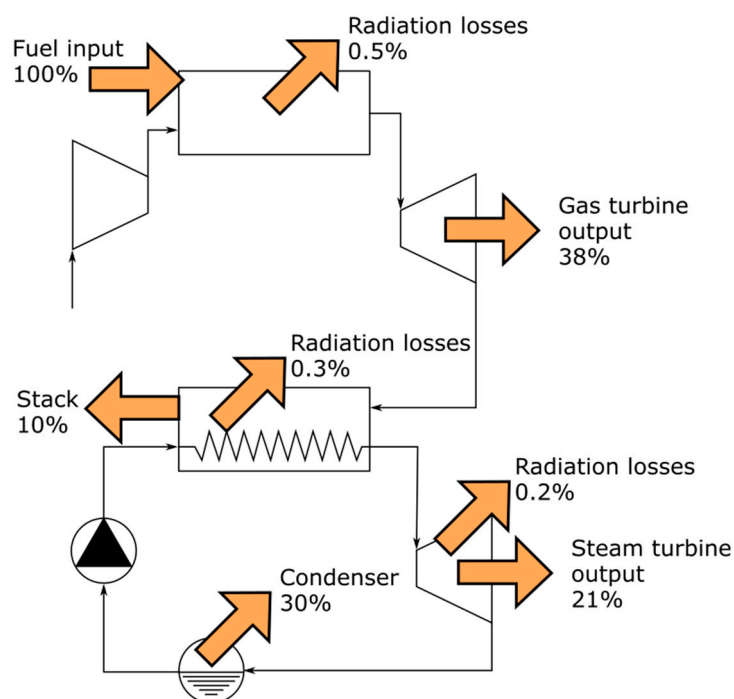 Fuel input
100%
Radiation losses
0.5%
Gas turbine
output
38%
Radiation losses
0.3%
Stack
10%
Radiation losses
0.2%
Steam turbine
output
21%
Condenser
30%